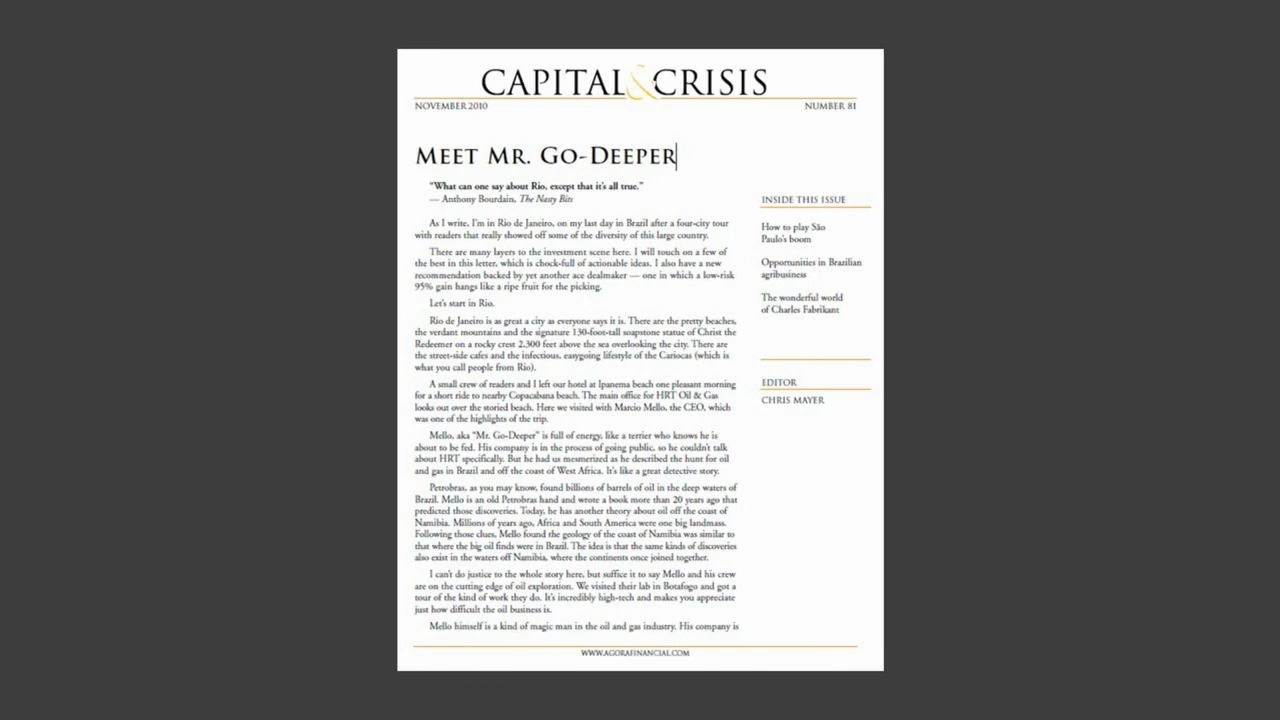 CAPITAL & CRISIS
NOVEMBER 2010
NUMBER 81
MEET MR. GO-DEEPER
"What can one say about Rio, except that it's all true."
— Anthony Bourdain, The Nasty Bits
As I write, I'm in Rio de Janeiro, on my last day in Brazil after a four-city tour
with readers that really showed off some of the diversity of this large country.
There are many layers to the investment scene here. I will touch on a few of
the best in this letter, which is chock-full of actionable ideas. I also have a new
recommendation backed by yet another ace dealmaker — one in which a low-risk
95% gain hangs like a ripe fruit for the picking.
Let's start in Rio.
Rio de Janeiro is as great a city as everyone says it is. There are the pretty beaches,
the verdant mountains and the signature 130-foot-tall soapstone statue of Christ the
Redeemer on a rocky crest 2,300 feet above the sea overlooking the city. There are
the street-side cafes and the infectious, easygoing lifestyle of the Cariocas (which is
what you call people from Rio).
A small crew of readers and I left our hotel at Ipanema beach one pleasant morning
for a short ride to nearby Copacabana beach. The main office for HRT Oil & Gas
looks out over the storied beach. Here we visited with Marcio Mello, the CEO, which
was one of the highlights of the trip.
Mello, aka "Mr. Go-Deeper" is full of energy, like a terrier who knows he is
about to be fed. His company is in the process of going public, so he couldn't talk
about HRT specifically. But he had us mesmerized as he described the hunt for oil
and gas in Brazil and off the coast of West Africa. It's like a great detective story.
Petrobras, as you may know, found billions of barrels of oil in the deep waters of
Brazil. Mello is an old Petrobras hand and wrote a book more than 20 years ago that
predicted those discoveries. Today, he has another theory about oil off the coast of
Namibia. Millions of years ago, Africa and South America were one big landmass.
Following those clues, Mello found the geology of the coast of Namibia was similar to
that where the big oil finds were in Brazil. The idea is that the same kinds of discoveries
also exist in the waters off Namibia, where the continents once joined together.
I can't do justice to the whole story here, but suffice it to say Mello and his crew
are on the cutting edge of oil exploration. We visited their lab in Botafogo and got a
tour of the kind of work they do. It's incredibly high-tech and makes you appreciate
just how difficult the oil business is.
Mello himself is a kind of magic man in the oil and gas industry. His company is
INSIDE THIS ISSUE
How to play São
Paulo's boom
Opportunities in Brazilian
agribusiness
The wonderful world
of Charles Fabrikant
EDITOR
CHRIS MAYER
WWW.AGORAFINANCIAL.COM